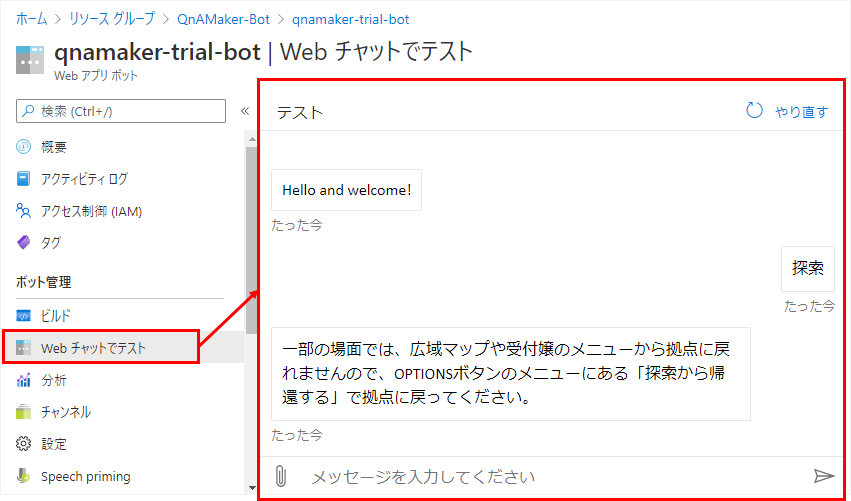 ホーム > リソース グループ > QnAMaker-Bot > qnamaker-trial-bot
qnamaker-trial-bot | Web チャットでテスト
Web アプリ ボット
検索 (Ctrl+/)
«
概要
アクティビティ ログ
アクセス制御 (IAM)
タグ
ボット管理
ビルド
Web チャットでテスト
分析
チャンネル
設定
Speech priming
テスト
やり直す
Hello and welcome!
たった今
探索
たった今
一部の場面では、広域マップや受付嬢のメニューから拠点に戻
れませんので、OPTIONSボタンのメニューにある「探索から帰
還する」で拠点に戻ってください。
たった今
メッセージを入力してください